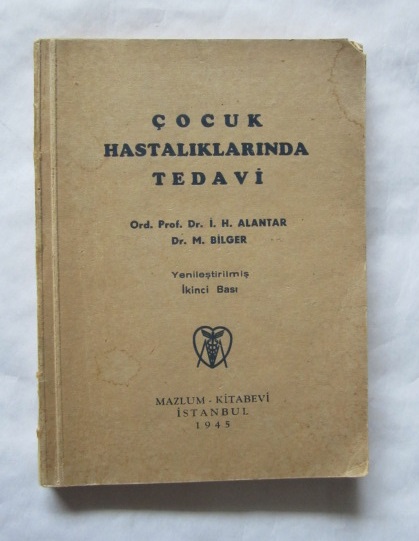 ÇOCUK
HASTALIKLARINDA
TEDAVİ
Ord. Prof. Dr. İ. H. ALANTAR
Dr. M. BİLGER
Yenileştirilmiş
İkinci Bası
MAZLUM - KİTABEVİ
İSTANBUL
1945